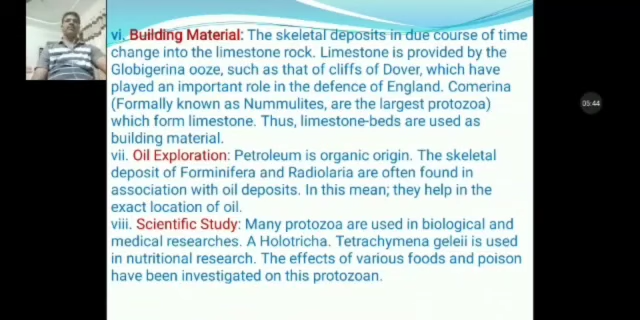 vi. Building Material: The skeletal deposits in due course of time
change into the limestone rock. Limestone is provided by the
Globigerina ooze, such as that of cliffs of Dover, which have
played an important role in the defence of England. Comerina
(Formally known as Nummulites, are the largest protozoa)
which form limestone. Thus, limestone-beds are used as
building material.
vii. Oil Exploration: Petroleum is organic origin. The skeletal
deposit of Forminifera and Radiolaria are often found in
association with oil deposits. In this mean; they help in the
exact location of oil.
viii. Scientific Study: Many protozoa are used in biological and
medical researches. A Holotricha. Tetrachymena geleii is used
in nutritional research. The effects of various foods and poison
have been investigated on this protozoan.
05:44